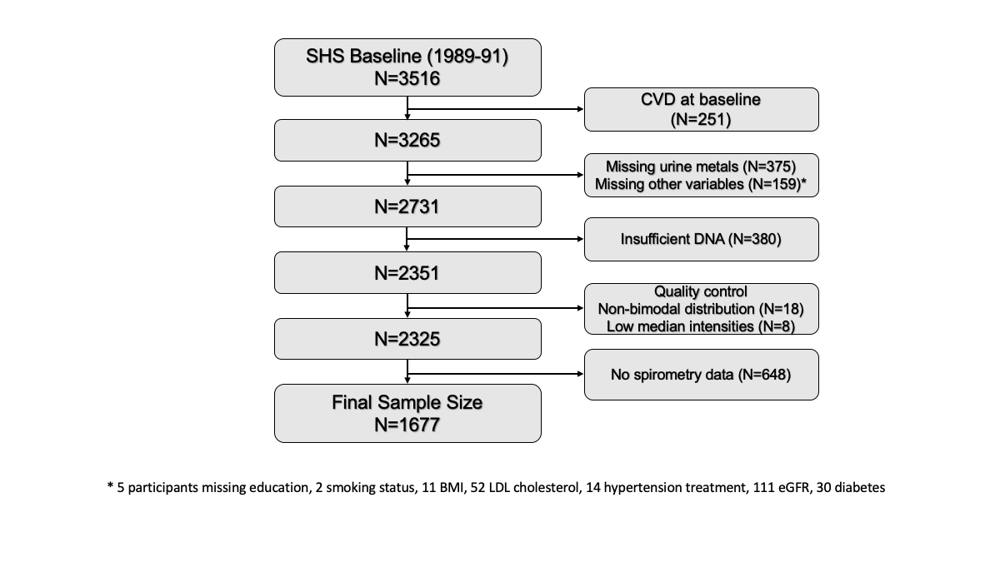 SHS Baseline (1989-91)
N=3516
CVD at baseline
(N=251)
N=3265
Missing urine metals (N=375)
Missing other variables (N=159)*
N=2731
Insufficient DNA (N=380)
N=2351
Quality control
Non-bimodal distribution (N=18)
Low median intensities (N=8)
N=2325
No spirometry data (N=648)
Final Sample Size
N=1677
* 5 participants missing education, 2 smoking status, 11 BMI, 52 LDL cholesterol, 14 hypertension treatment, 111 eGFR, 30 diabetes